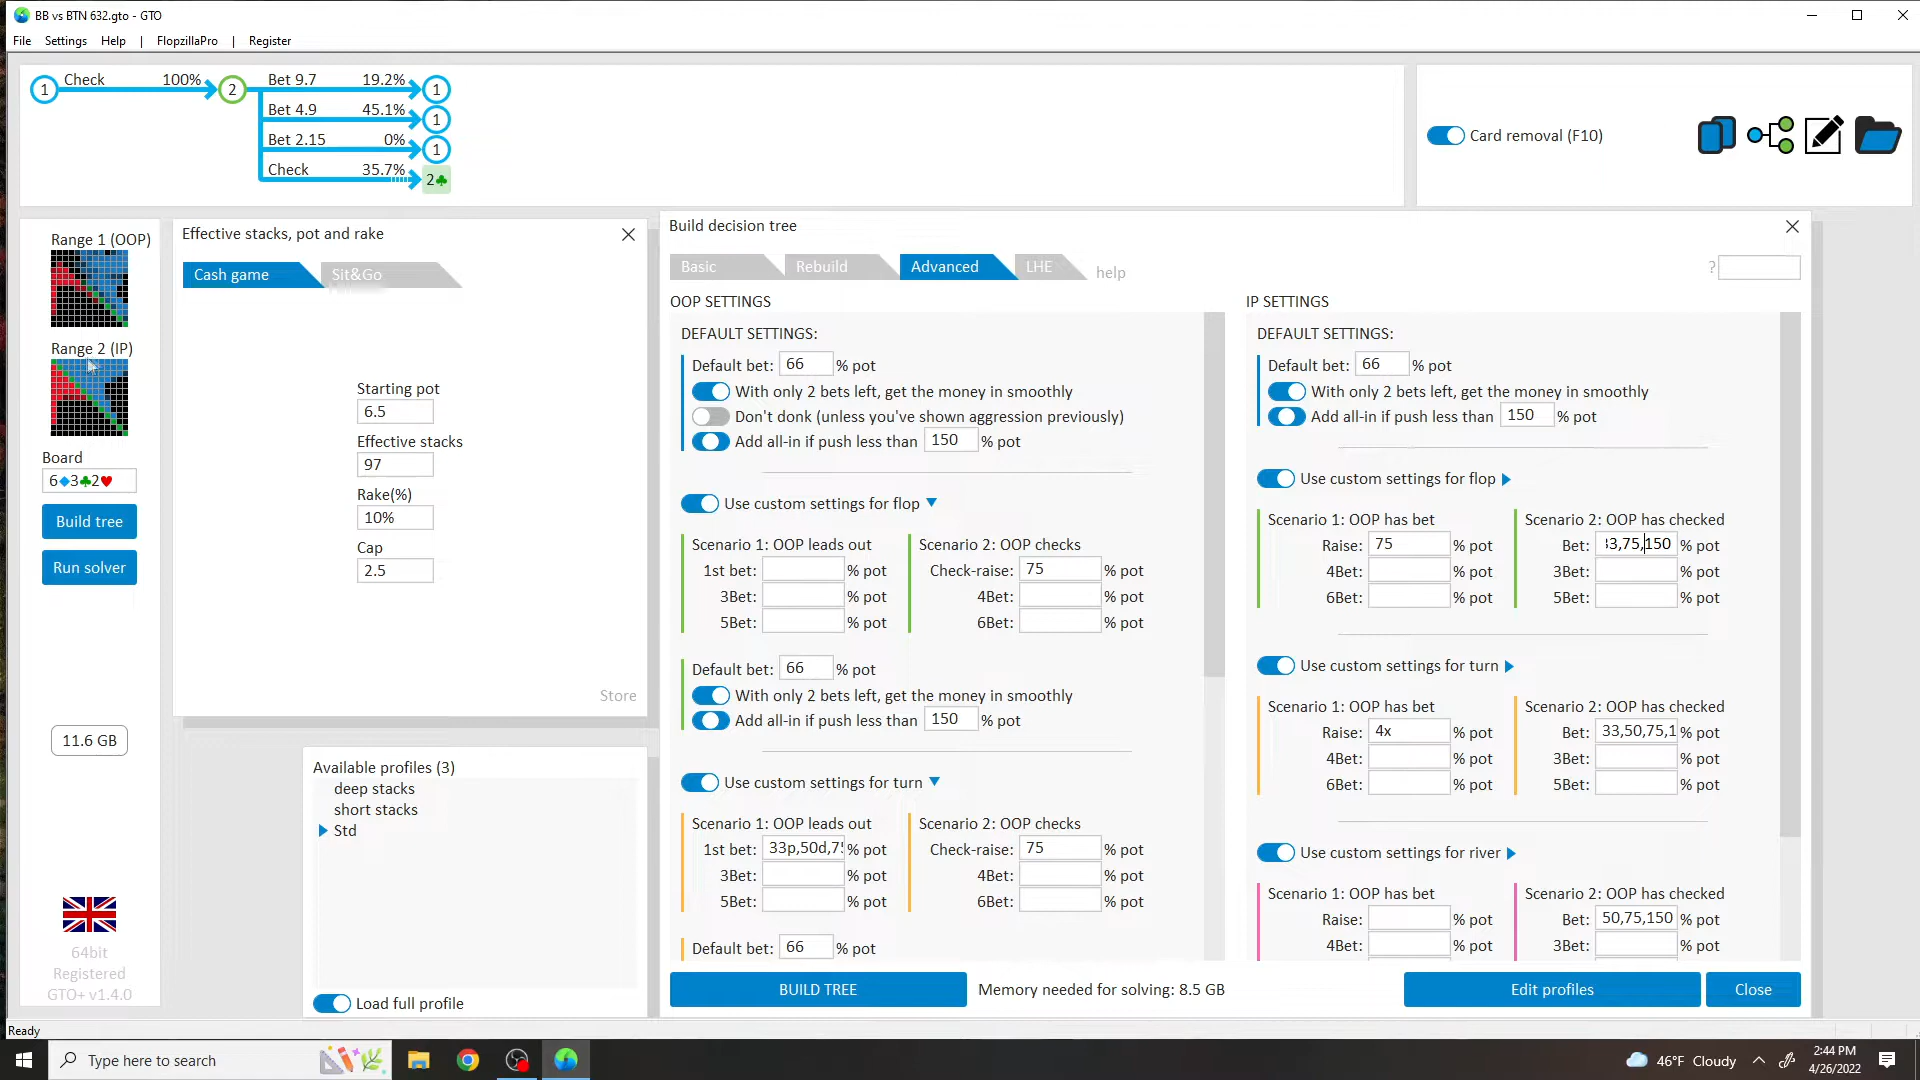 BB vs BTN 632.gto - GTO
File Settings Help | FlopzillaPro | Register
1 Check 100% 2 Bet 9.7 19.2% 1
Bet 4.9 45.1% 1
Bet 2.15 0% 1
Check 35.7% 2♣
Card removal (F10)
Range 1 (OOP)
Range 2 (IP)
Board
6♦3♣2♥
Build tree
Run solver
11.6 GB
64bit
Registered
GTO+ v1.4.0
Effective stacks, pot and rake
Cash game Sit&Go
Starting pot
6.5
Effective stacks
97
Rake(%)
10%
Cap
2.5
Store
Available profiles (3)
deep stacks
short stacks
Std
Load full profile
Build decision tree
Basic Rebuild Advanced LHE help ?
OOP SETTINGS
DEFAULT SETTINGS:
Default bet: 66 % pot
With only 2 bets left, get the money in smoothly
Don't donk (unless you've shown aggression previously)
Add all-in if push less than 150 % pot
Use custom settings for flop
Scenario 1: OOP leads out Scenario 2: OOP checks
1st bet: % pot Check-raise: 75 % pot
3Bet: % pot 4Bet: % pot
5Bet: % pot 6Bet: % pot
Default bet: 66 % pot
With only 2 bets left, get the money in smoothly
Add all-in if push less than 150 % pot
Use custom settings for turn
Scenario 1: OOP leads out Scenario 2: OOP checks
1st bet: 33p,50d,7 % pot Check-raise: 75 % pot
3Bet: % pot 4Bet: % pot
5Bet: % pot 6Bet: % pot
Default bet: 66 % pot
IP SETTINGS
DEFAULT SETTINGS:
Default bet: 66 % pot
With only 2 bets left, get the money in smoothly
Add all-in if push less than 150 % pot
Use custom settings for flop
Scenario 1: OOP has bet Scenario 2: OOP has checked
Raise: 75 % pot Bet: 33,75,150 % pot
4Bet: % pot 3Bet: % pot
6Bet: % pot 5Bet: % pot
Use custom settings for turn
Scenario 1: OOP has bet Scenario 2: OOP has checked
Raise: 4x % pot Bet: 33,50,75,1 % pot
4Bet: % pot 3Bet: % pot
6Bet: % pot 5Bet: % pot
Use custom settings for river
Scenario 1: OOP has bet Scenario 2: OOP has checked
Raise: % pot Bet: 50,75,150 % pot
4Bet: % pot 3Bet: % pot
BUILD TREE Memory needed for solving: 8.5 GB Edit profiles Close
Ready
Type here to search
46°F Cloudy
2:44 PM
4/26/2022